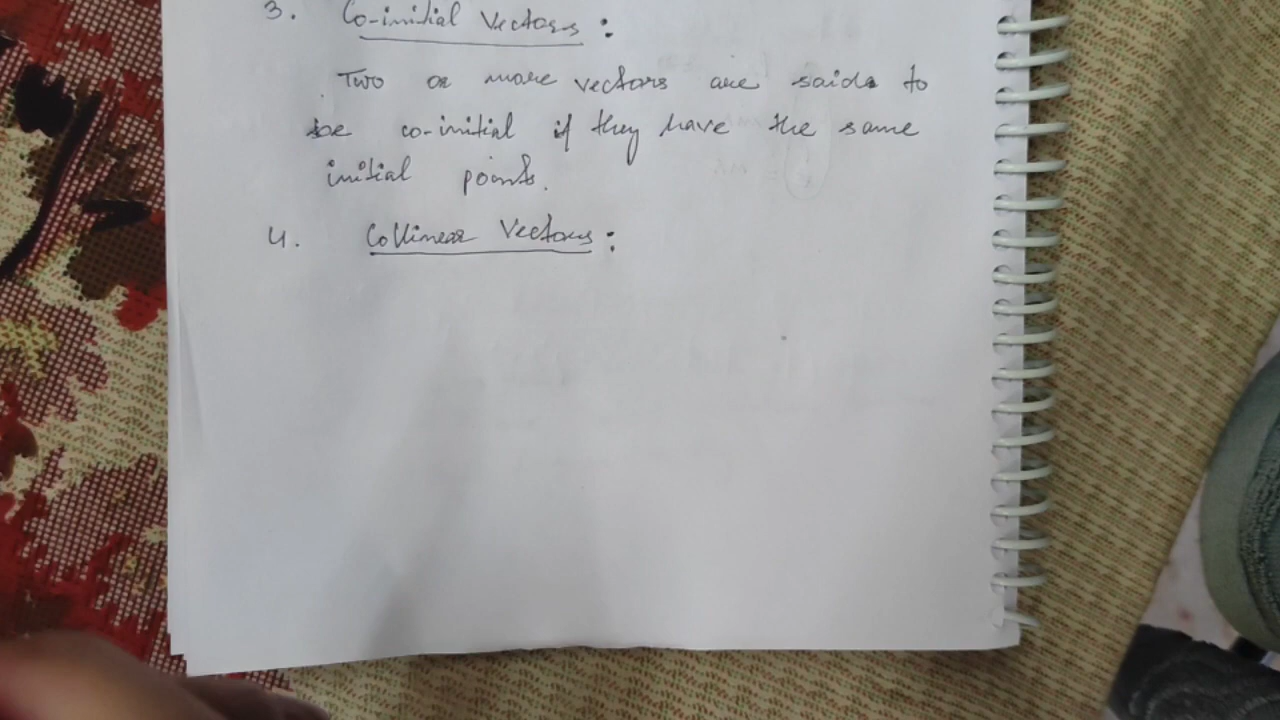 3. Co-initial Vectors :
Two or more vectors are said to
be co-initial if they have the same
initial points.
4. Collinear Vectors :